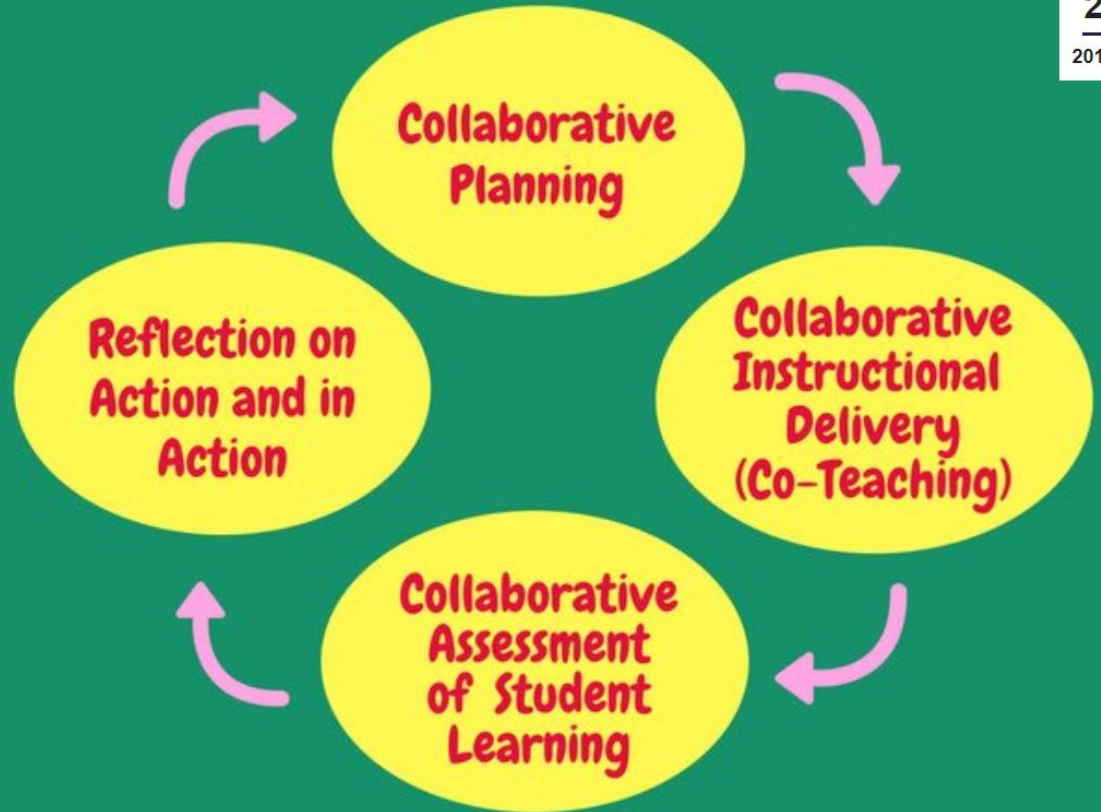 Collaborative
Planning
Collaborative
Instructional
Delivery
(Co-Teaching)
Collaborative
Assessment
of Student
Learning
Reflection on
Action and in
Action